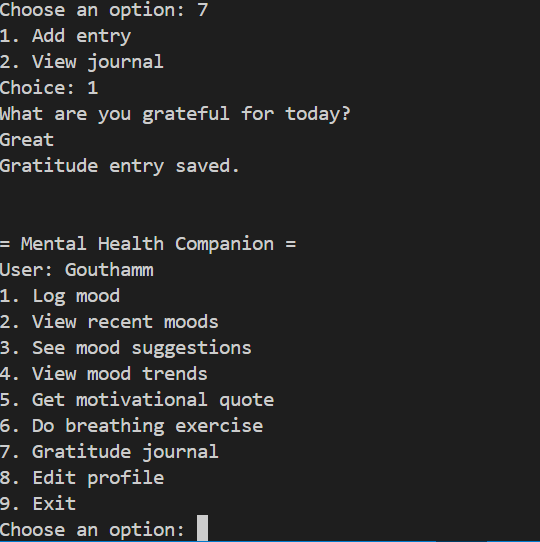 Choose an option: 7
1. Add entry
2. View journal
Choice: 1
What are you grateful for today?
Great
Gratitude entry saved.
= Mental Health Companion =
User: Gouthamm
1. Log mood
2. View recent moods
3. See mood suggestions
4. View mood trends
5. Get motivational quote
6. Do breathing exercise
7. Gratitude journal
8. Edit profile
9. Exit
Choose an option: